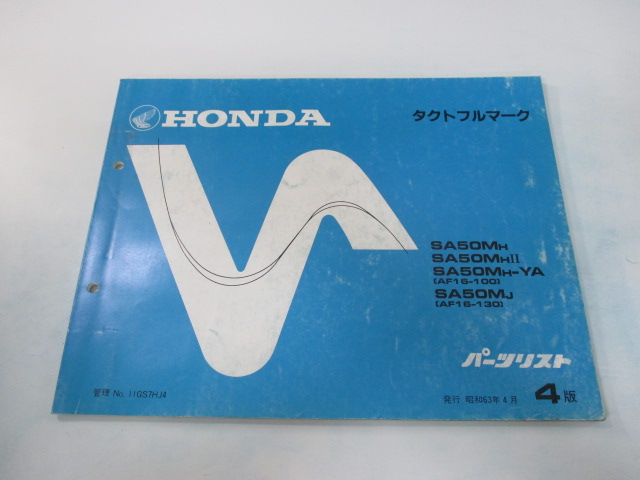 HONDA
タクトフルマーク
SA50MH
SA50MHII
SA50MH-YA
(AF16-100)
SA50MJ
(AF16-130)
パーツリスト
管理 No. 11GS7HJ4
発行 昭和63年4月 4版